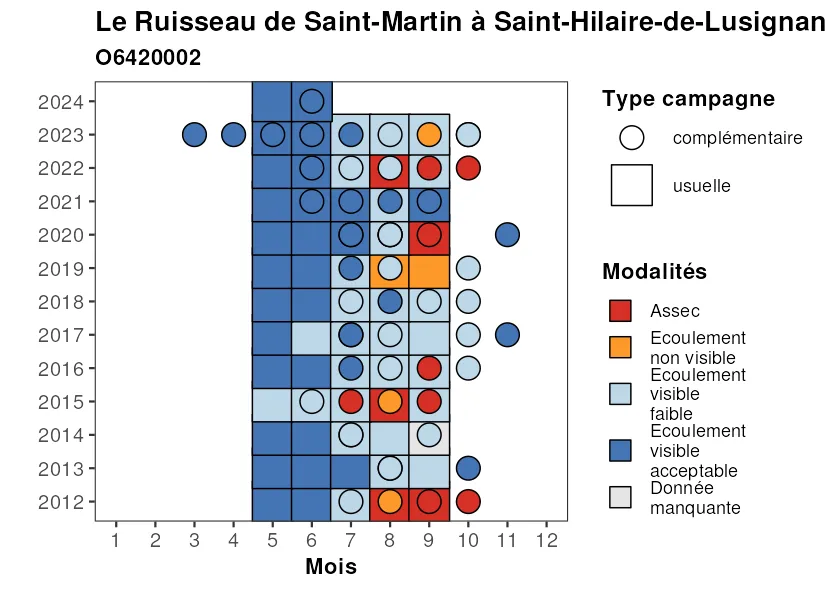 Le Ruisseau de Saint-Martin à Saint-Hilaire-de-Lusignan
O6420002
2024
2023
2022
2021
2020
2019
2018
2017
2016
2015
2014
2013
2012
1 2 3 4 5 6 7 8 9 10 11 12
Mois
Type campagne
complémentaire
usuelle
Modalités
Assec
Ecoulement
non visible
Ecoulement
visible
faible
Ecoulement
visible
acceptable
Donnée
manquante